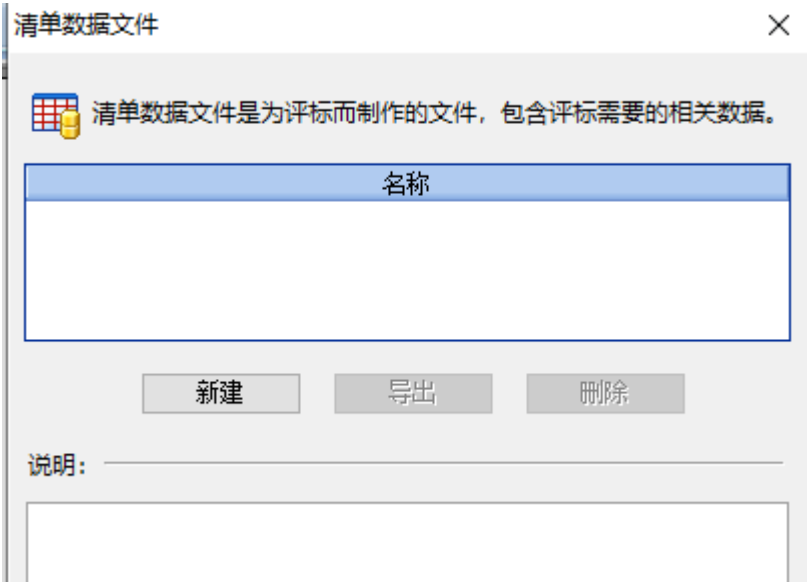 清单数据文件
清单数据文件是为评标而制作的文件，包含评标需要的相关数据。
名称
新建 导出 删除
说明：